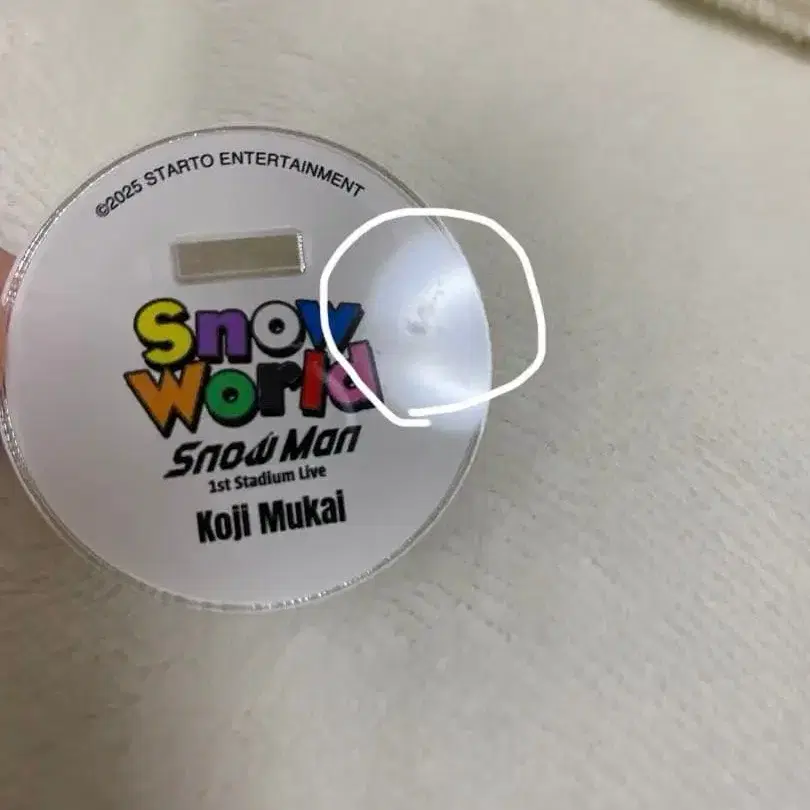 ©2025 STARTO ENTERTAINMENT
Snow
World
Snow Man
1st Stadium Live
Koji Mukai